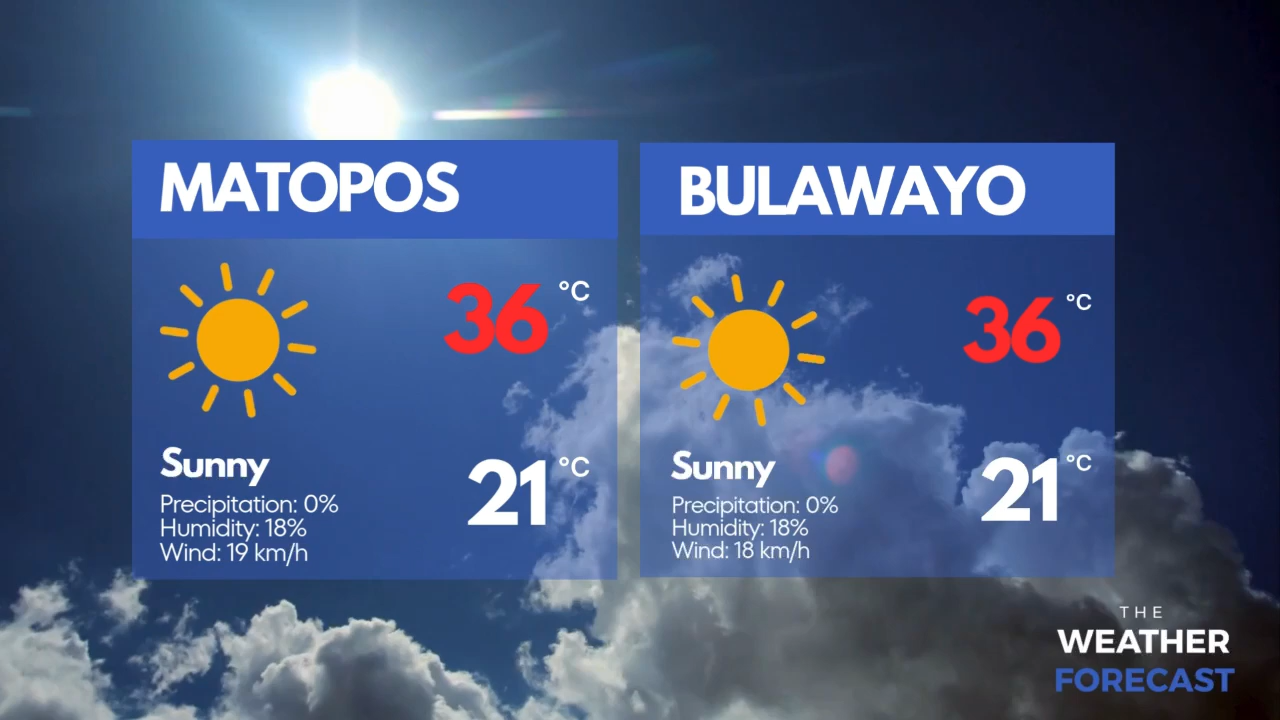 MATOPOS
36 °C
Sunny
21 °C
Precipitation: 0%
Humidity: 18%
Wind: 19 km/h
BULAWAYO
36 °C
Sunny
21 °C
Precipitation: 0%
Humidity: 18%
Wind: 18 km/h
THE
WEATHER
FORECAST